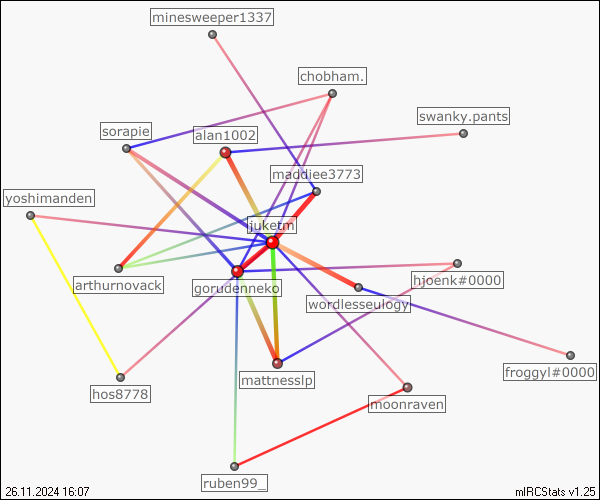 minesweeper1337
chobham.
swanky.pants
sorapie
alan1002
maddiee3773
yoshimanden
juketm
arthurnovack
gorudenneko
hjoenk#0000
wordlesseulogy
froggyl#0000
mattnesslp
hos8778
moonraven
ruben99_
26.11.2024 16:07
mIRCStats v1.25